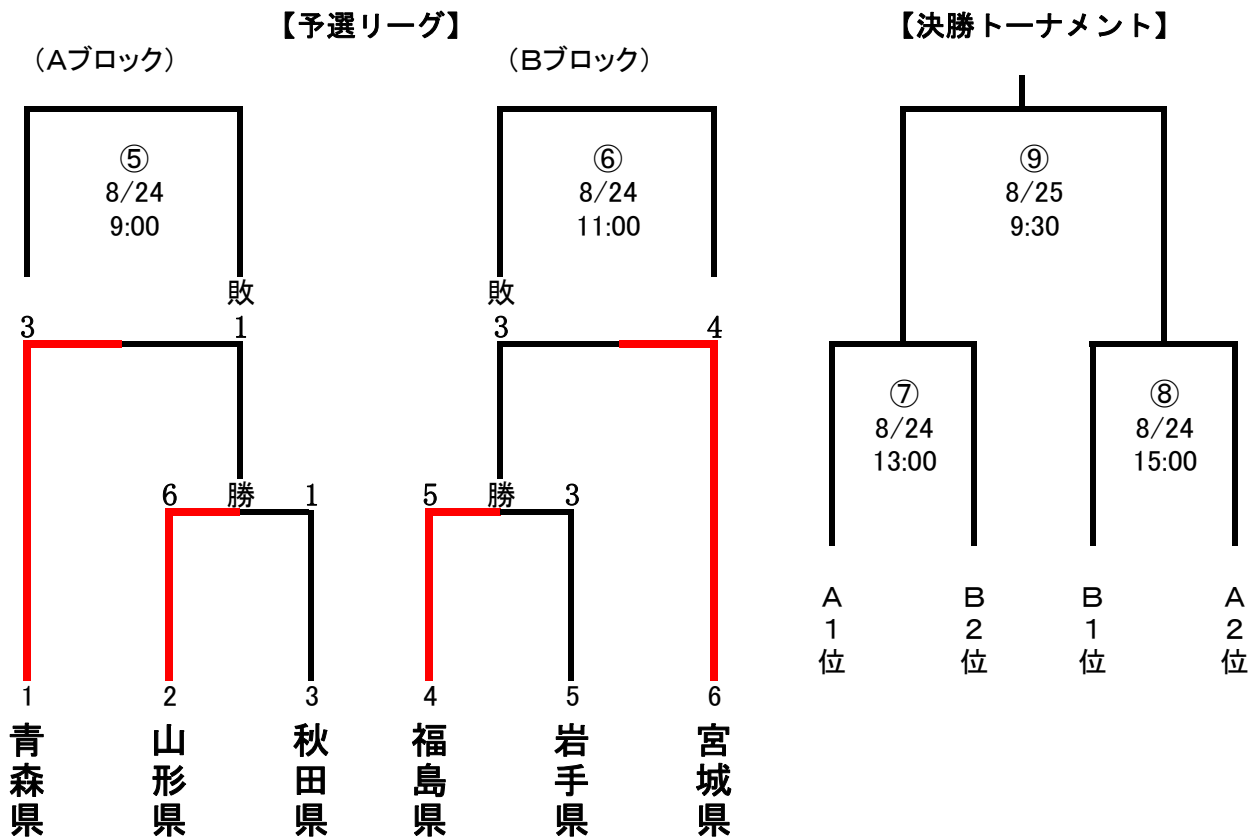 【予選リーグ】
【決勝トーナメント】
（Aブロック）
（Bブロック）
⑤
8/24
9:00
⑥
8/24
11:00
⑨
8/25
9:30
敗
敗
3
1
3
4
⑦
8/24
13:00
⑧
8/24
15:00
6
勝
1
5
勝
3
A1位
B2位
B1位
A2位
1
2
3
4
5
6
青森県
山形県
秋田県
福島県
岩手県
宮城県